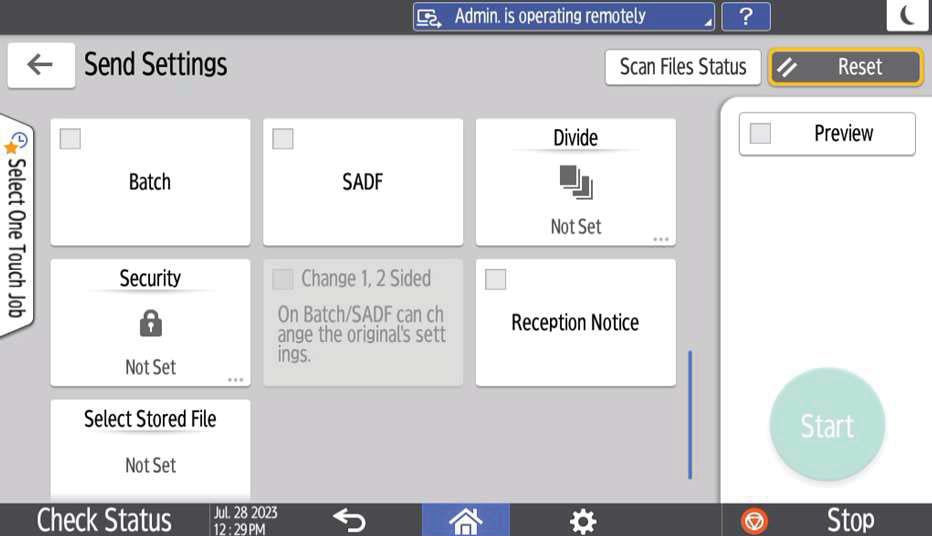 Admin. is operating remotely
?
Send Settings
Scan Files Status
Reset
Select One Touch Job
Batch
SADF
Divide
Not Set
Preview
Security
Not Set
Change 1, 2 Sided
On Batch/SADF can ch
ange the original's sett
ings.
Reception Notice
Select Stored File
Not Set
Start
Check Status
Jul. 28 2023
12:29PM
Stop